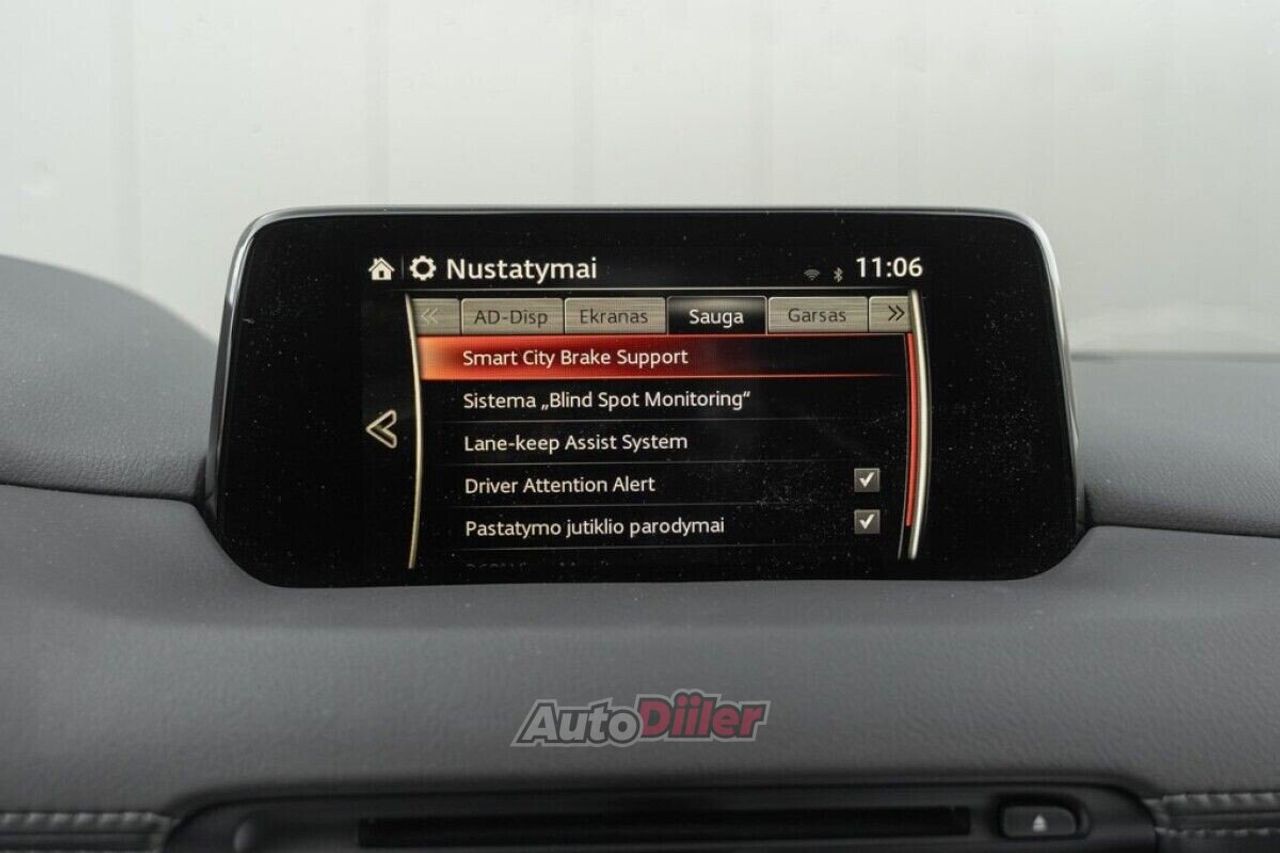 Nustatymai 11:06
AD-Disp Ekranas Sauga Garsas
Smart City Brake Support
Sistema „Blind Spot Monitoring“
Lane-keep Assist System
Driver Attention Alert
Pastatymo jutiklio parodymai
AutoDiiler